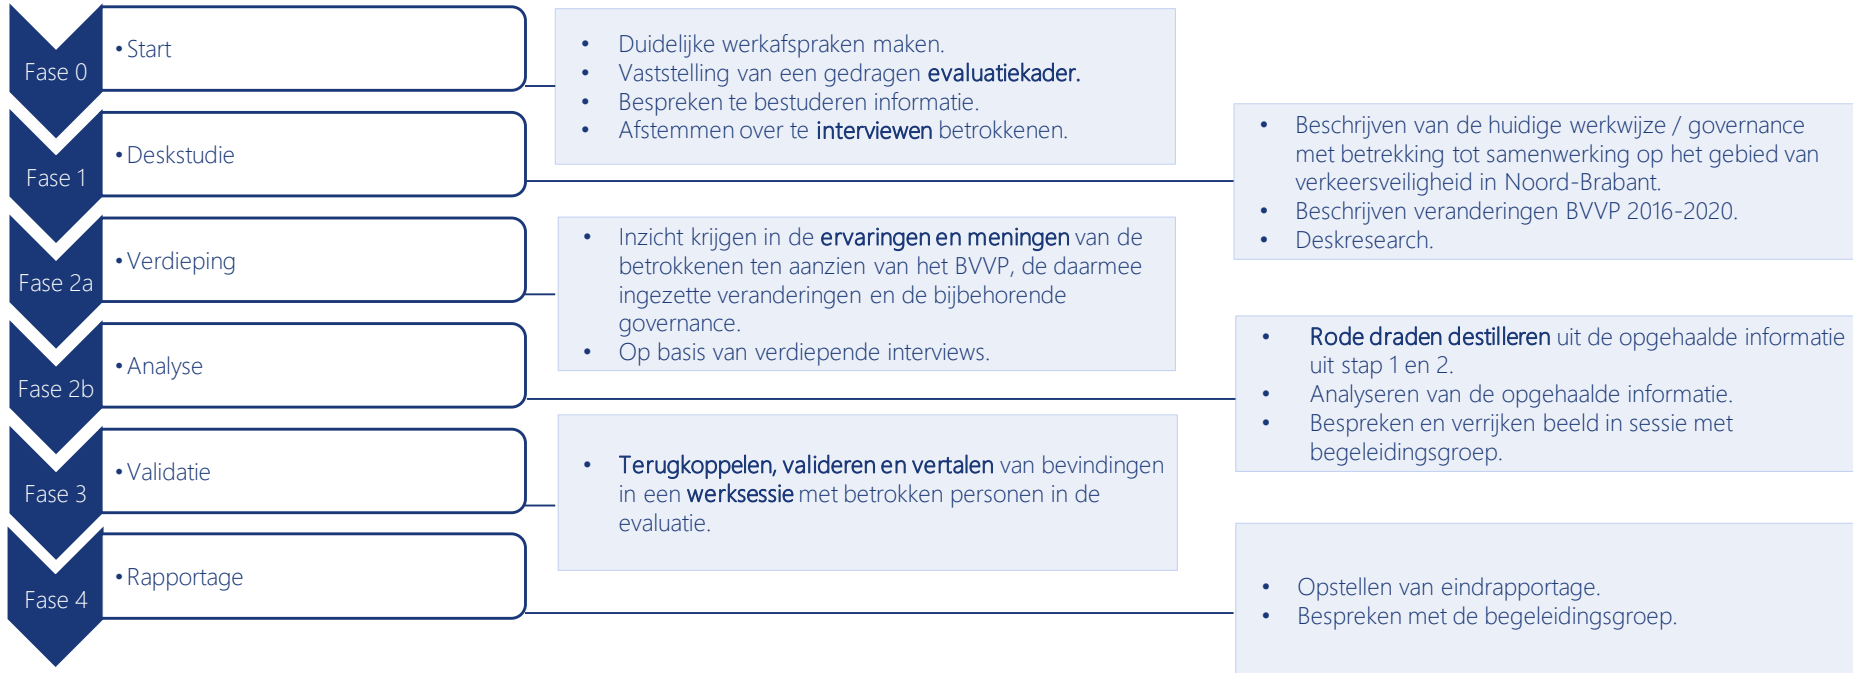 Fase 0
• Start
• Duidelijke werkafspraken maken.
• Vaststelling van een gedragen evaluatiekader.
• Bespreken te bestuderen informatie.
• Afstemmen over te interviewen betrokkenen.
Fase 1
• Deskstudie
• Beschrijven van de huidige werkwijze / governance
met betrekking tot samenwerking op het gebied van
verkeersveiligheid in Noord-Brabant.
• Beschrijven veranderingen BVVP 2016-2020.
• Deskresearch.
Fase 2a
• Verdieping
• Inzicht krijgen in de ervaringen en meningen van de
betrokkenen ten aanzien van het BVVP, de daarmee
ingezette veranderingen en de bijbehorende
governance.
• Op basis van verdiepende interviews.
Fase 2b
• Analyse
• Rode draden destilleren uit de opgehaalde informatie
uit stap 1 en 2.
• Analyseren van de opgehaalde informatie.
• Bespreken en verrijken beeld in sessie met
begeleidingsgroep.
Fase 3
• Validatie
• Terugkoppelen, valideren en vertalen van bevindingen
in een werksessie met betrokken personen in de
evaluatie.
Fase 4
• Rapportage
• Opstellen van eindrapportage.
• Bespreken met de begeleidingsgroep.